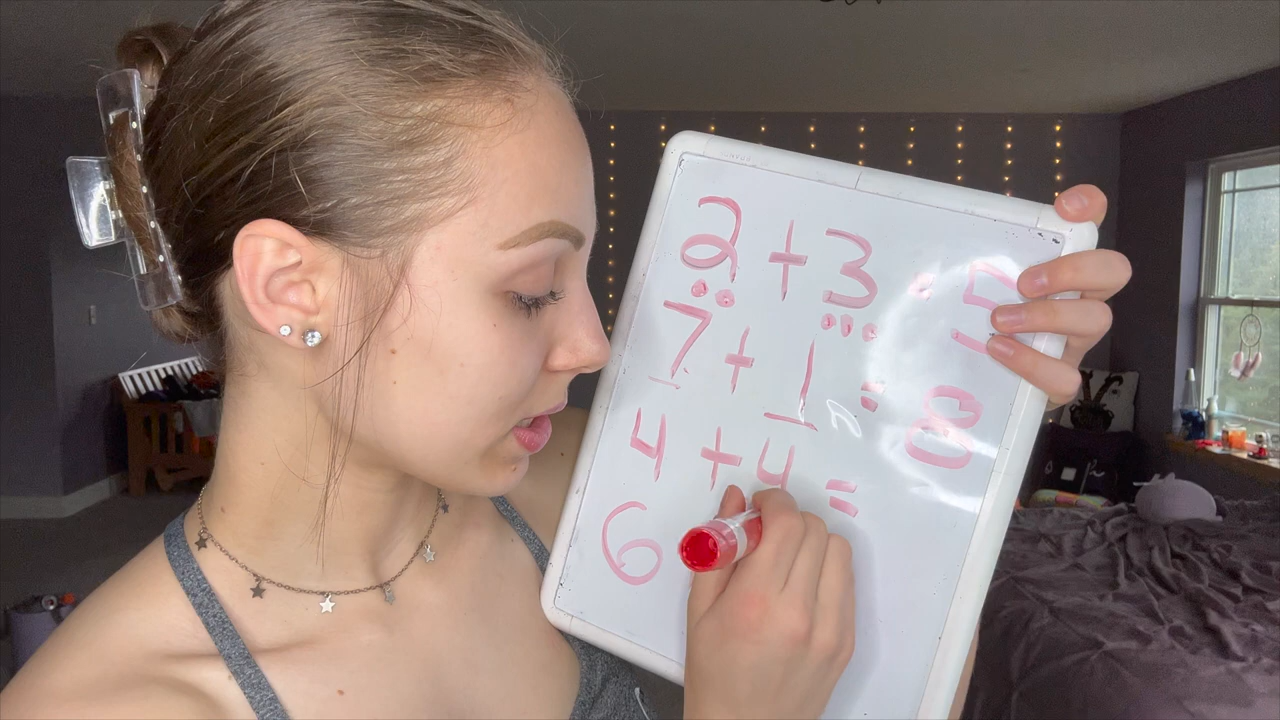 2 + 3 = 5
7 + 1 = 8
4 + 4 =
6